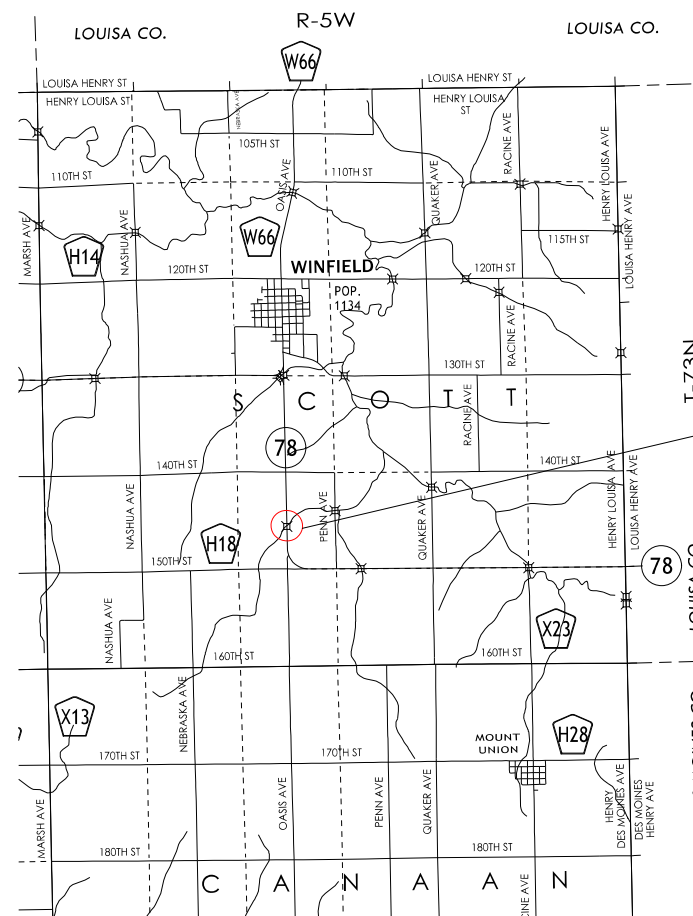 R-5W
LOUISA CO.
LOUISA CO.
W66
LOUISA HENRY ST
LOUISA HENRY ST
HENRY LOUISA ST
HENRY LOUISA
ST
NEBRASKA AVE
RACINE AVE
105TH ST
110TH ST
110TH ST
OASIS AVE
QUAKER AVE
HENRY LOUISA AVE
MARSH AVE
NASHUA AVE
W66
115TH ST
H14
LOUISA HENRY AVE
120TH ST
WINFIELD
120TH ST
POP.
1134
RACINE AVE
T-73N
130TH ST
S C O T T
RACINE AVE
78
140TH ST
140TH ST
NASHUA AVE
PENN AVE
QUAKER AVE
HENRY LOUISA AVE
LOUISA HENRY AVE
H18
150TH ST
78
LOUISA CO
NASHUA AVE
X23
160TH ST
160TH ST
NEBRASKA AVE
X13
MOUNT
UNION
H28
170TH ST
170TH ST
MARSH AVE
OASIS AVE
PENN AVE
QUAKER AVE
HENRY
DES MOINES AVE
DES MOINES
HENRY AVE
180TH ST
180TH ST
C A N A A N